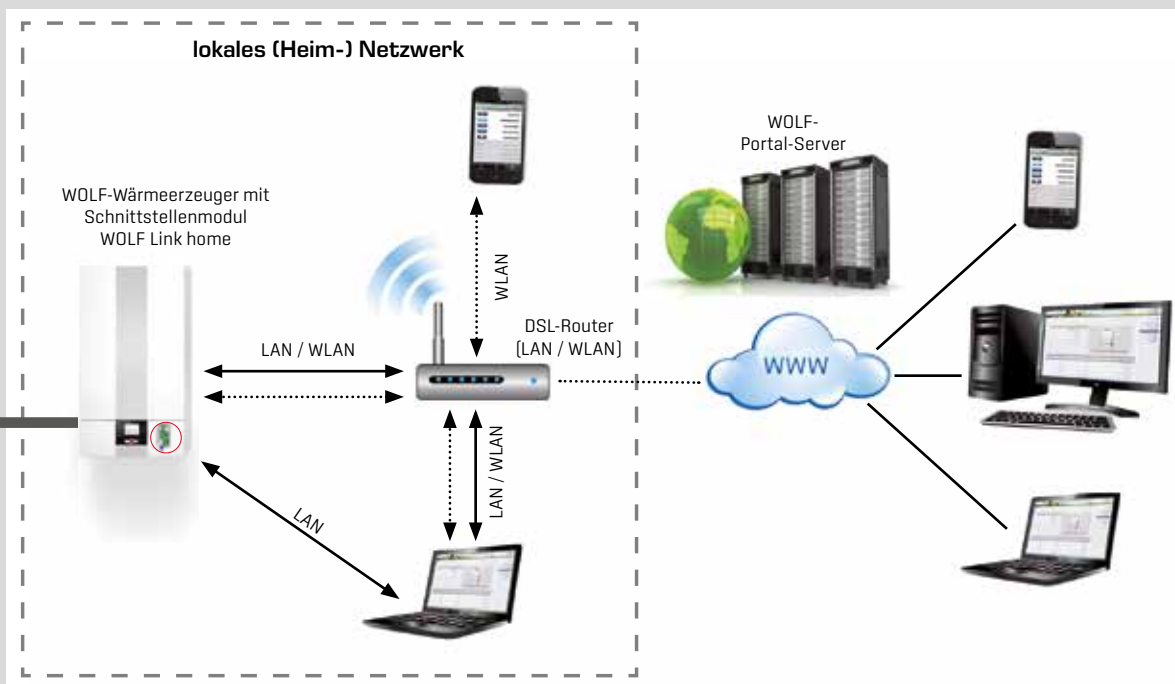 lokales (Heim-) Netzwerk
WOLF-Wärmeerzeuger mit
Schnittstellenmodul
WOLF Link home
WOLF-
Portal-Server
WLAN
LAN / WLAN
DSL-Router
(LAN / WLAN)
WWW
LAN / WLAN
LAN